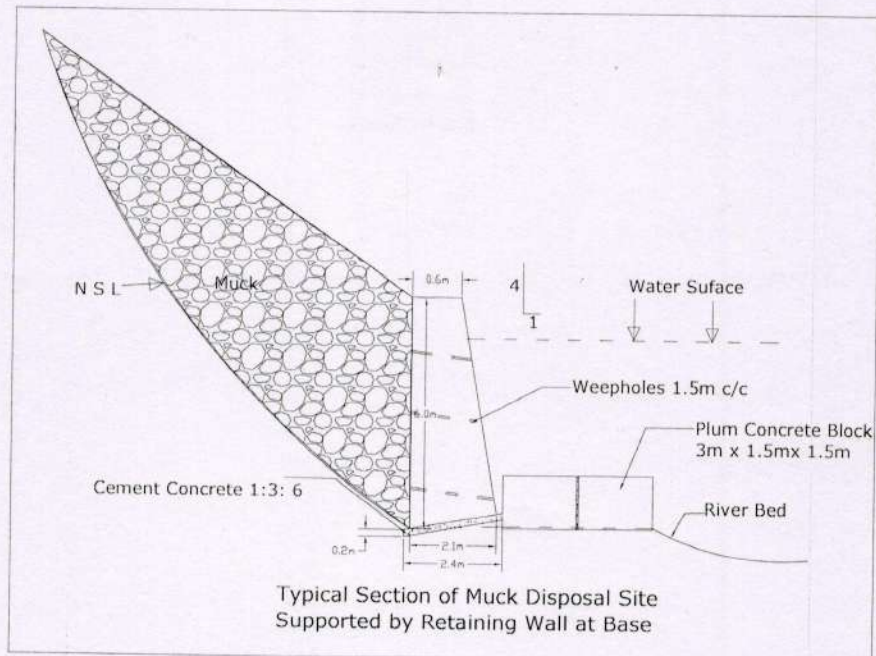 0.6m
4
1
Water Suface
N S L
Muck
Weepholes 1.5m c/c
6.0m
Plum Concrete Block
3m x 1.5mx 1.5m
Cement Concrete 1:3: 6
River Bed
0.2m
2.1m
2.4m
Typical Section of Muck Disposal Site
Supported by Retaining Wall at Base